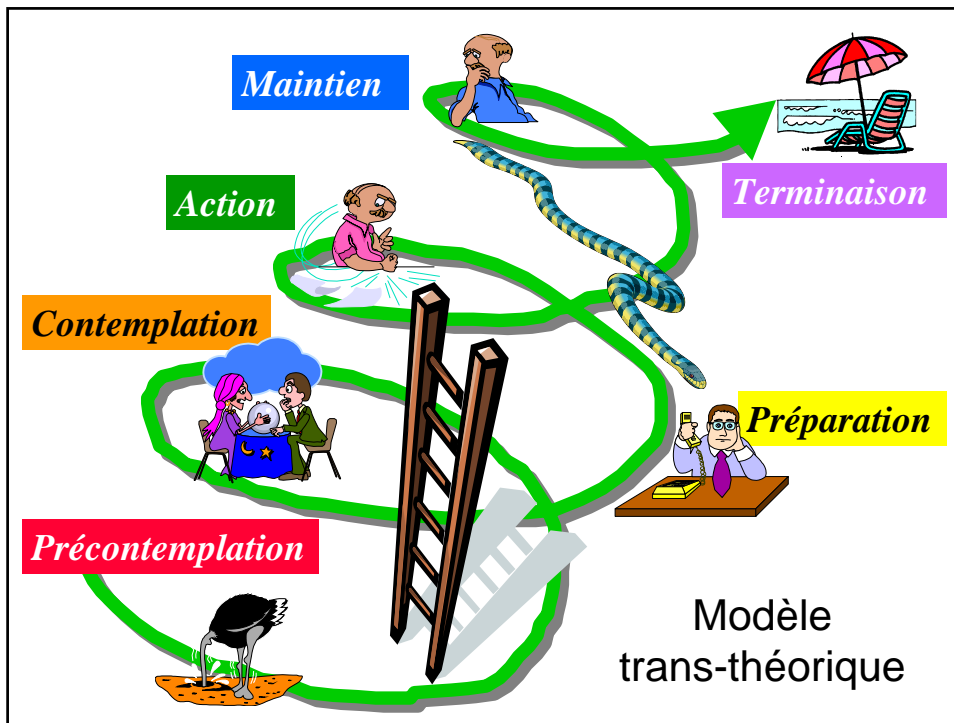 Maintien
Terminaison
Action
Contemplation
Préparation
Précontemplation
Modèle
trans-théorique